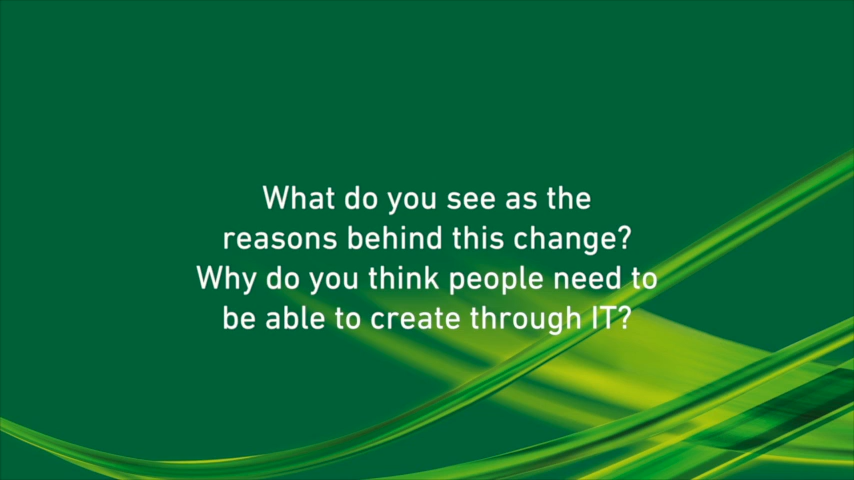 What do you see as the
reasons behind this change?
Why do you think people need to
be able to create through IT?